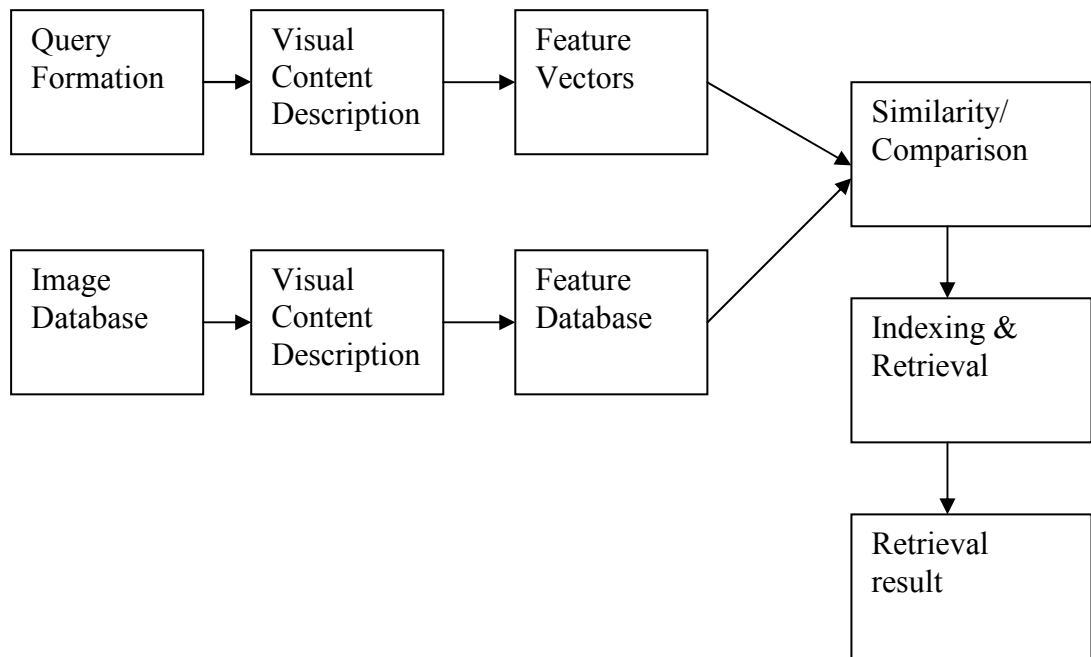 Query
Formation
Visual
Content
Description
Feature
Vectors
Similarity/
Comparison
Image
Database
Visual
Content
Description
Feature
Database
Indexing &
Retrieval
Retrieval
result